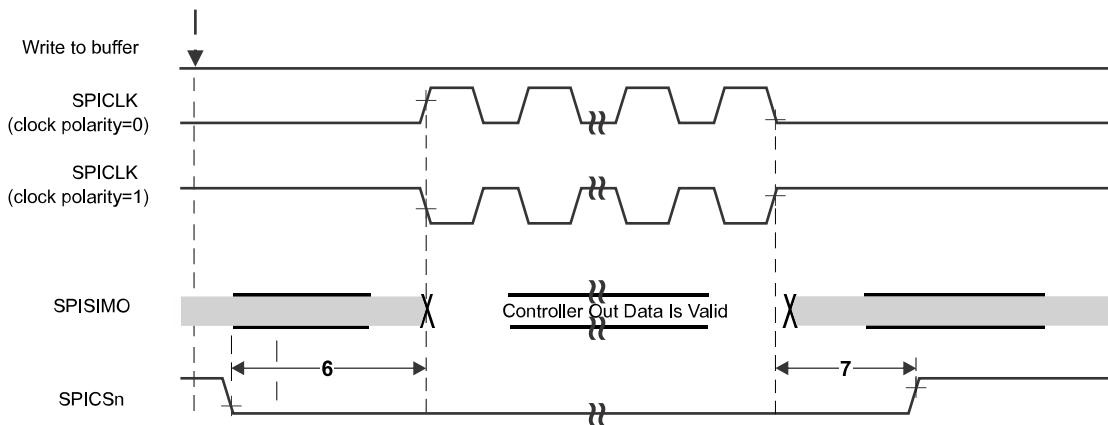 Write to buffer
SPICLK
(clock polarity=0)
SPICLK
(clock polarity=1)
SPISIMO
Controller Out Data Is Valid
6
7
SPICSn